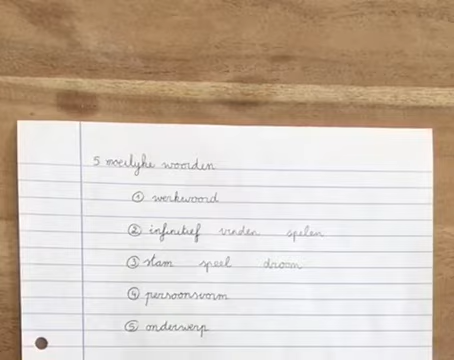 5 moeilijke woorden
① werkwoord
② infinitief vinden spelen
③ stam speel droom
④ persoonsvorm
⑤ onderwerp